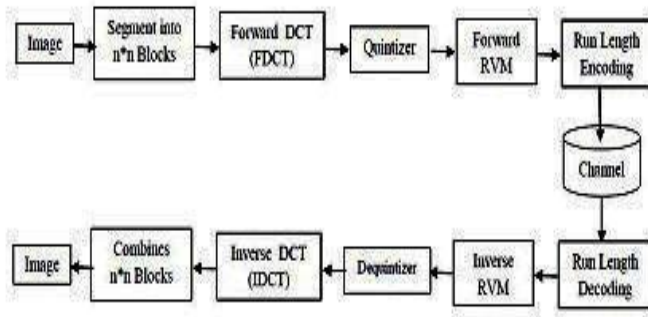 Image
Segment into
n*n Blocks
Forward DCT
(FDCT)
Quintizer
Forward
RVM
Run Length
Encoding
Channel
Image
Combines
n*n Blocks
Inverse DCT
(IDCT)
Dequintizer
Inverse
RVM
Run Length
Decoding